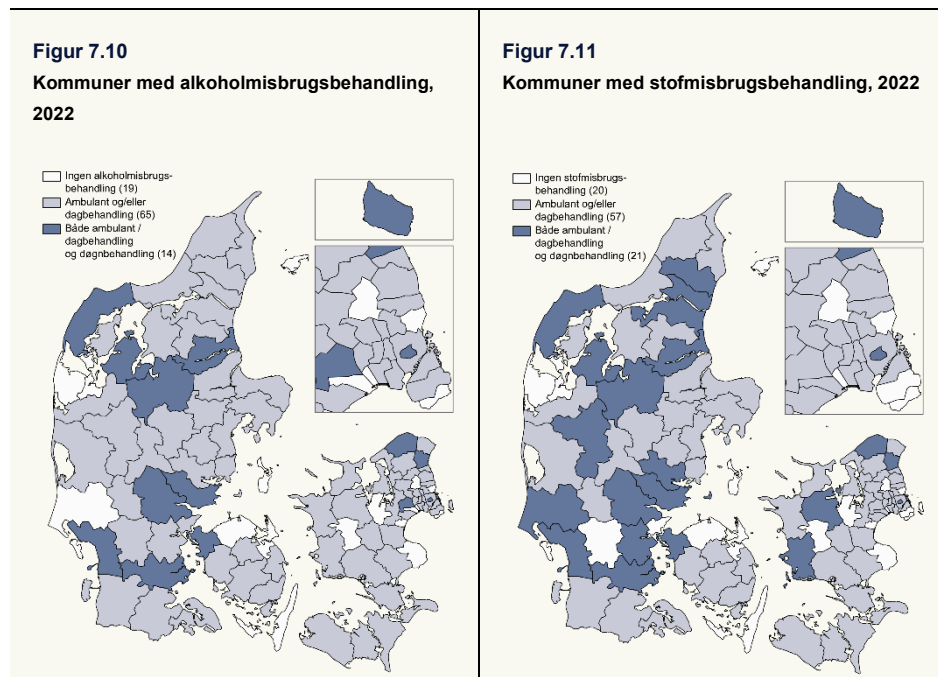 Figur 7.10
Kommuner med alkoholmisbrugsbehandling,
2022
Ingen alkoholmisbrugs-
behandling (19)
Ambulant og/eller
dagbehandling (65)
Både ambulant /
dagbehandling
og døgnbehandling (14)
Figur 7.11
Kommuner med stofmisbrugsbehandling, 2022
Ingen stofmisbrugs-
behandling (20)
Ambulant og/eller
dagbehandling (57)
Både ambulant /
dagbehandling
og døgnbehandling (21)